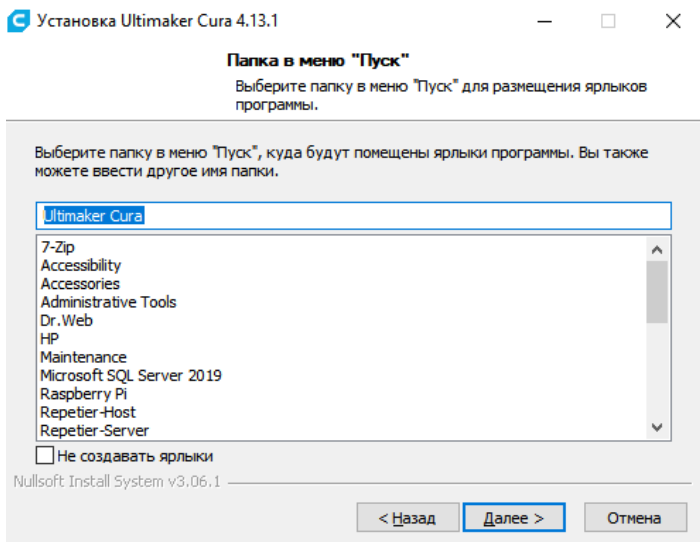 Установка Ultimaker Cura 4.13.1
Папка в меню "Пуск"
Выберите папку в меню "Пуск" для размещения ярлыков
программы.
Выберите папку в меню "Пуск", куда будут помещены ярлыки программы. Вы также
можете ввести другое имя папки.
Ultimaker Cura
7-Zip
Accessibility
Accessories
Administrative Tools
Dr.Web
HP
Maintenance
Microsoft SQL Server 2019
Raspberry Pi
Repetier-Host
Repetier-Server
Не создавать ярлыки
Nullsoft Install System v3.06.1
< Назад
Далее >
Отмена